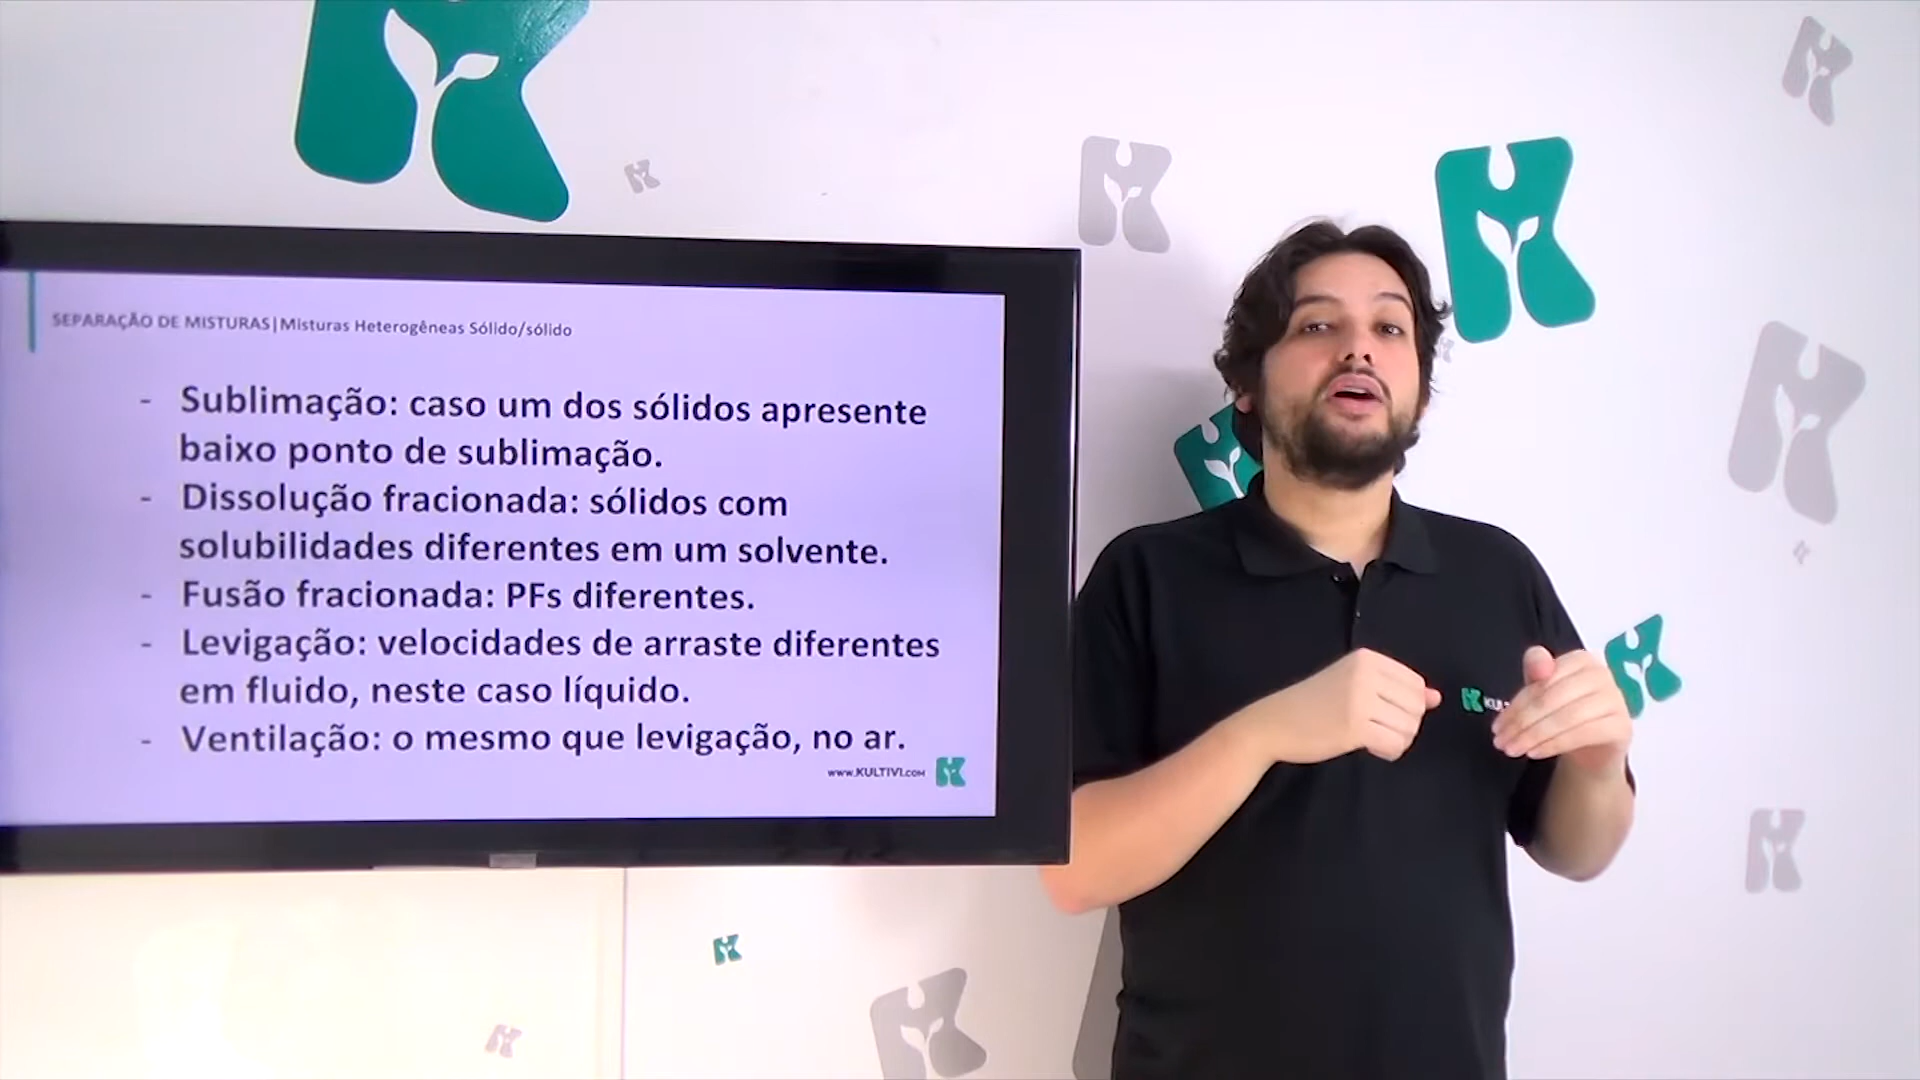 SEPARAÇÃO DE MISTURAS|Misturas Heterogêneas Sólido/sólido
- Sublimação: caso um dos sólidos apresente
baixo ponto de sublimação.
- Dissolução fracionada: sólidos com
solubilidades diferentes em um solvente.
- Fusão fracionada: PFs diferentes.
- Levigação: velocidades de arraste diferentes
em fluido, neste caso líquido.
- Ventilação: o mesmo que levigação, no ar.
www.KULTIVI.COM